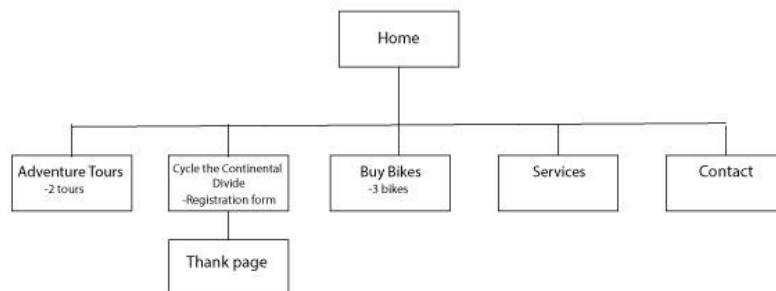 Home
Adventure Tours
-2 tours
Cycle the Continental
Divide
-Registration form
Buy Bikes
-3 bikes
Services
Contact
Thank page